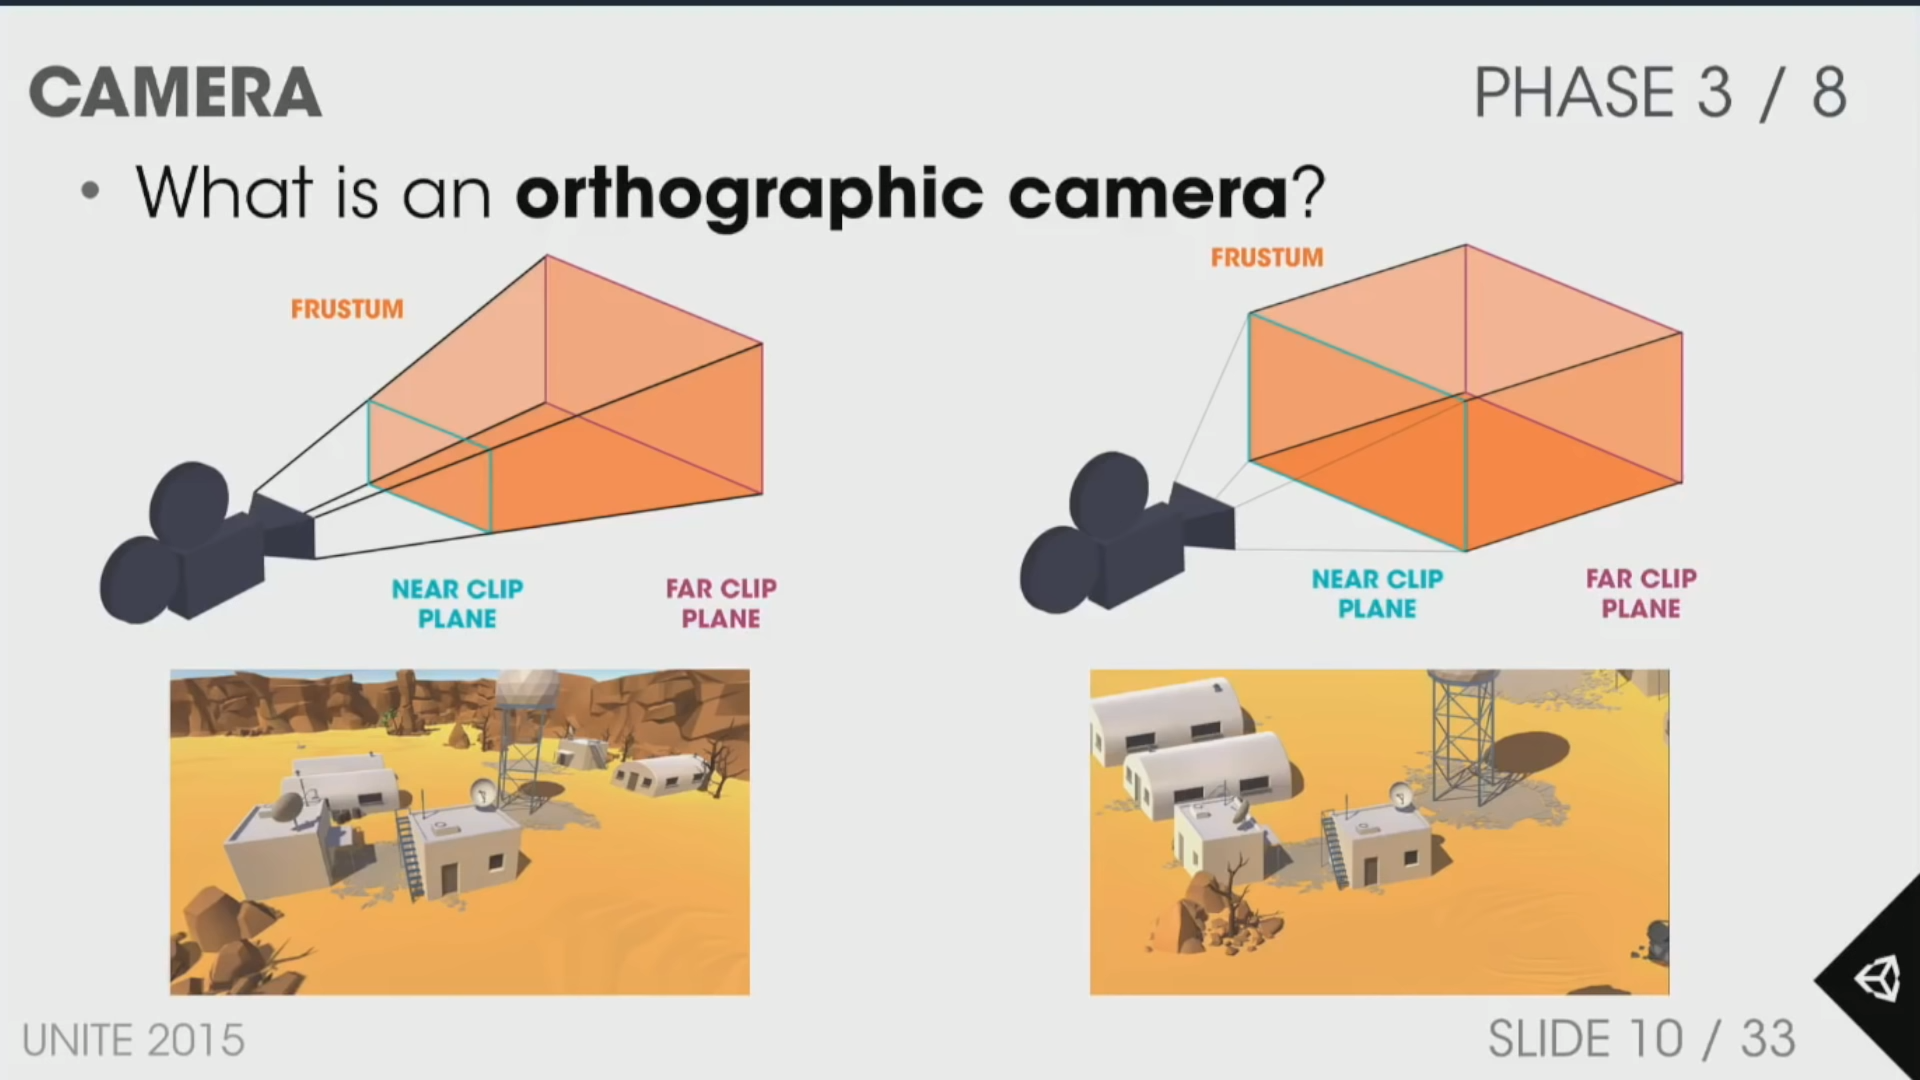 CAMERA
PHASE 3 / 8
• What is an orthographic camera?
FRUSTUM
NEAR CLIP
PLANE
FAR CLIP
PLANE
FRUSTUM
NEAR CLIP
PLANE
FAR CLIP
PLANE
UNITE 2015
SLIDE 10 / 33